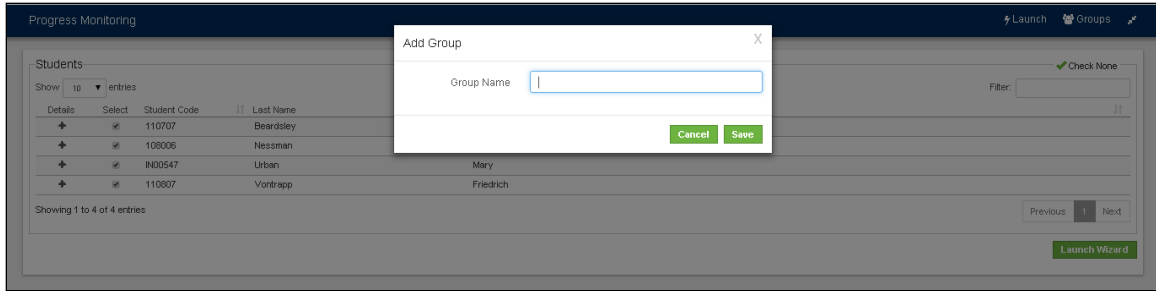 Progress Monitoring Launch Groups
Add Group X
Students Check None
Group Name
Show 10 entries Filter:
Details Select Student Code Last Name
110707 Beardsley
Cancel Save
108006 Nessman
IN00547 Urban Mary
110807 Vontrapp Friedrich
Showing 1 to 4 of 4 entries Previous 1 Next
Launch Wizard